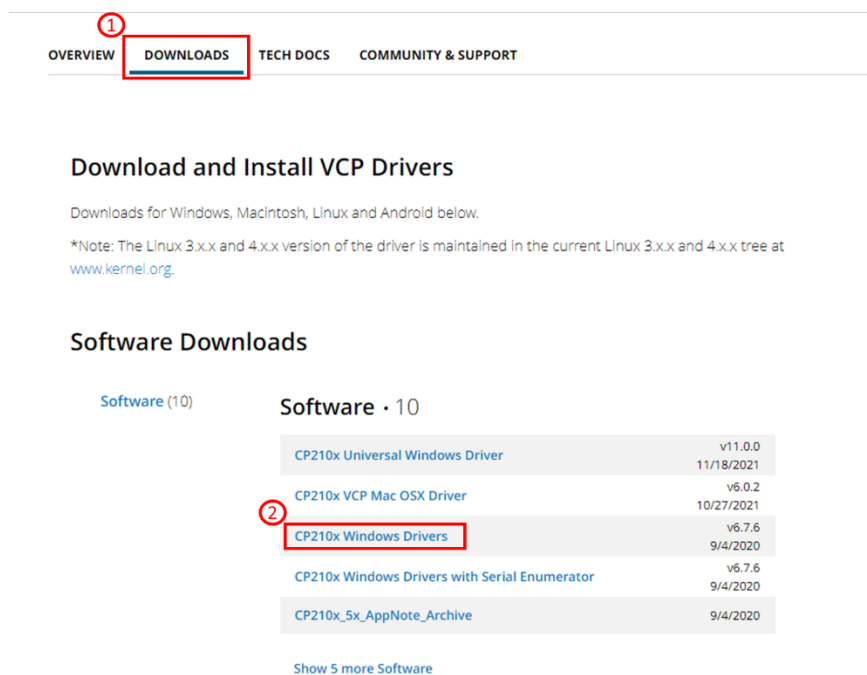 ①
OVERVIEW DOWNLOADS TECH DOCS COMMUNITY & SUPPORT
Download and Install VCP Drivers
Downloads for Windows, Macintosh, Linux and Android below.
*Note: The Linux 3.x.x and 4.x.x version of the driver is maintained in the current Linux 3.x.x and 4.x.x tree at
www.kernel.org.
Software Downloads
Software (10)
Software • 10
CP210x Universal Windows Driver v11.0.0
11/18/2021
CP210x VCP Mac OSX Driver v6.0.2
10/27/2021
②
CP210x Windows Drivers v6.7.6
9/4/2020
CP210x Windows Drivers with Serial Enumerator v6.7.6
9/4/2020
CP210x_5x_AppNote_Archive 9/4/2020
Show 5 more Software